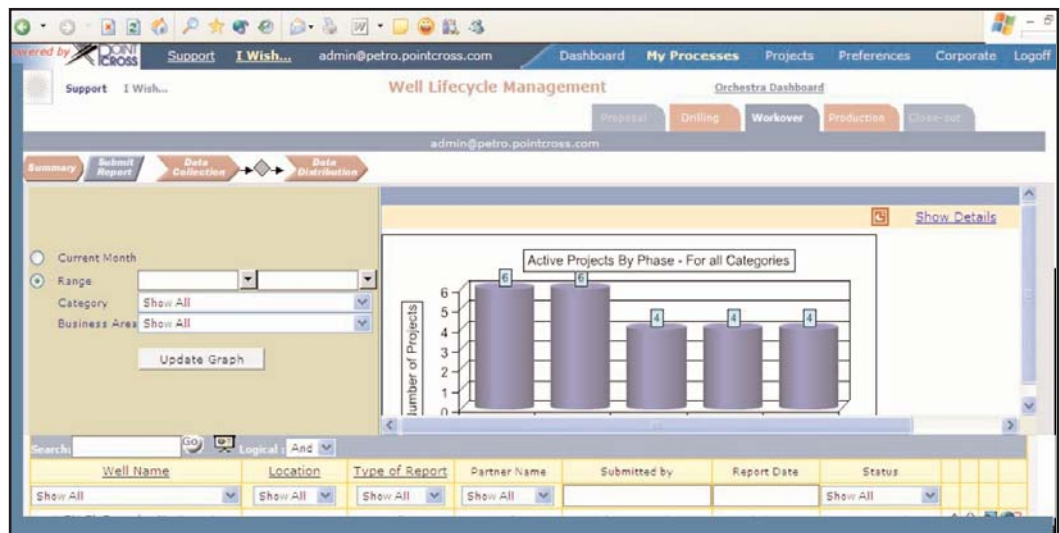 powered by POINT CROSS Support I Wish... admin@petro.pointcross.com Dashboard My Processes Projects Preferences Corporate Logoff
Support I Wish... Well Lifecycle Management Orchestra Dashboard
Proposal Drilling Workover Production Close-out
admin@petro.pointcross.com
Summary Submit Report Data Collection Data Distribution
Show Details
Current Month
Range
Category Show All
Business Area Show All
Update Graph
Active Projects By Phase - For all Categories
6 6 4 4 4
Number of Projects
6
5
4
3
2
1
0
Search: Go Logical : And
Well Name Location Type of Report Partner Name Submitted by Report Date Status
Show All Show All Show All Show All Show All